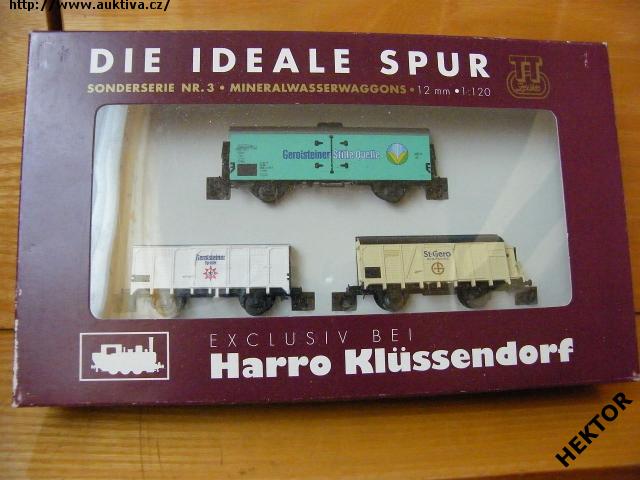 http://www.auktiva.cz/
DIE IDEALE SPUR
SONDERSERIE NR. 3 • MINERALWASSERWAGGONS • 12 mm • 1:120
TT
Gerolsteiner Stille Quelle
Gerolsteiner
St-Gero
EXCLUSIV BEI
Harro Klüssendorf
HEKTOR